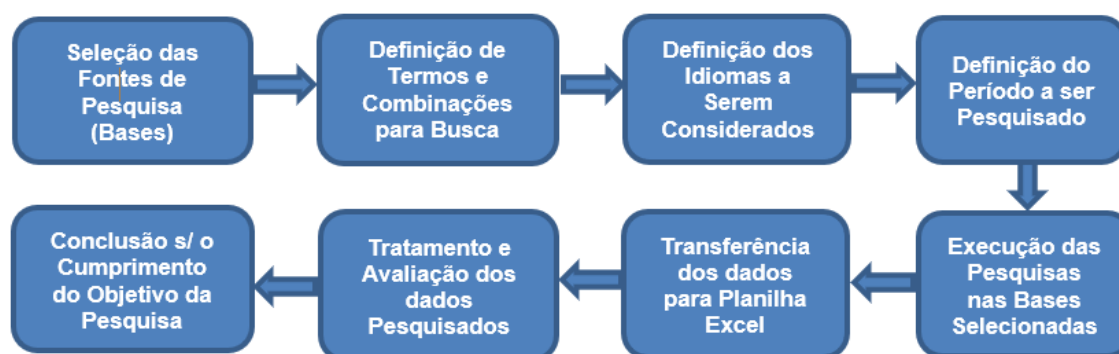 Seleção das
Fontes de
Pesquisa
(Bases)
Definição de
Termos e
Combinações
para Busca
Definição dos
Idiomas a
Serem
Considerados
Definição do
Período a ser
Pesquisado
Execução das
Pesquisas
nas Bases
Selecionadas
Transferência
dos dados
para Planilha
Excel
Tratamento e
Avaliação dos
dados
Pesquisados
Conclusão s/ o
Cumprimento
do Objetivo da
Pesquisa